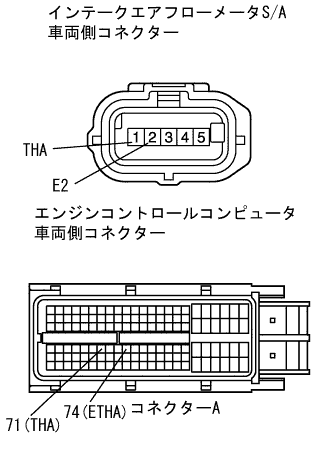 インテークエアフローメータS/A
車両側コネクター
1 2 3 4 5
THA
E2
エンジンコントロールコンピュータ
車両側コネクター
74(ETHA) コネクターA
71(THA)